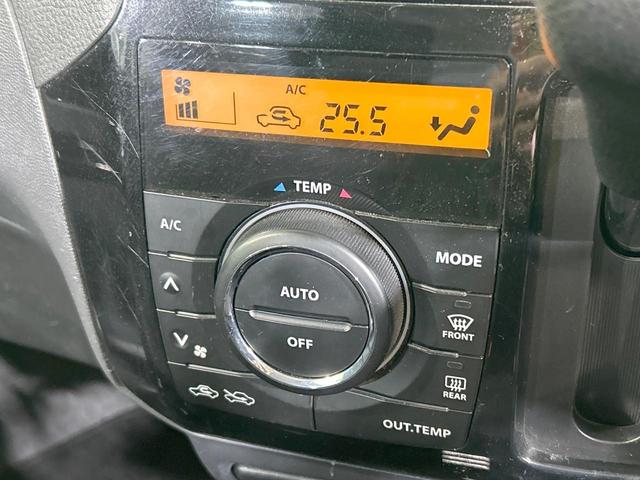 A/C
25.5
TEMP
A/C
MODE
AUTO
OFF
FRONT
REAR
OUT.TEMP